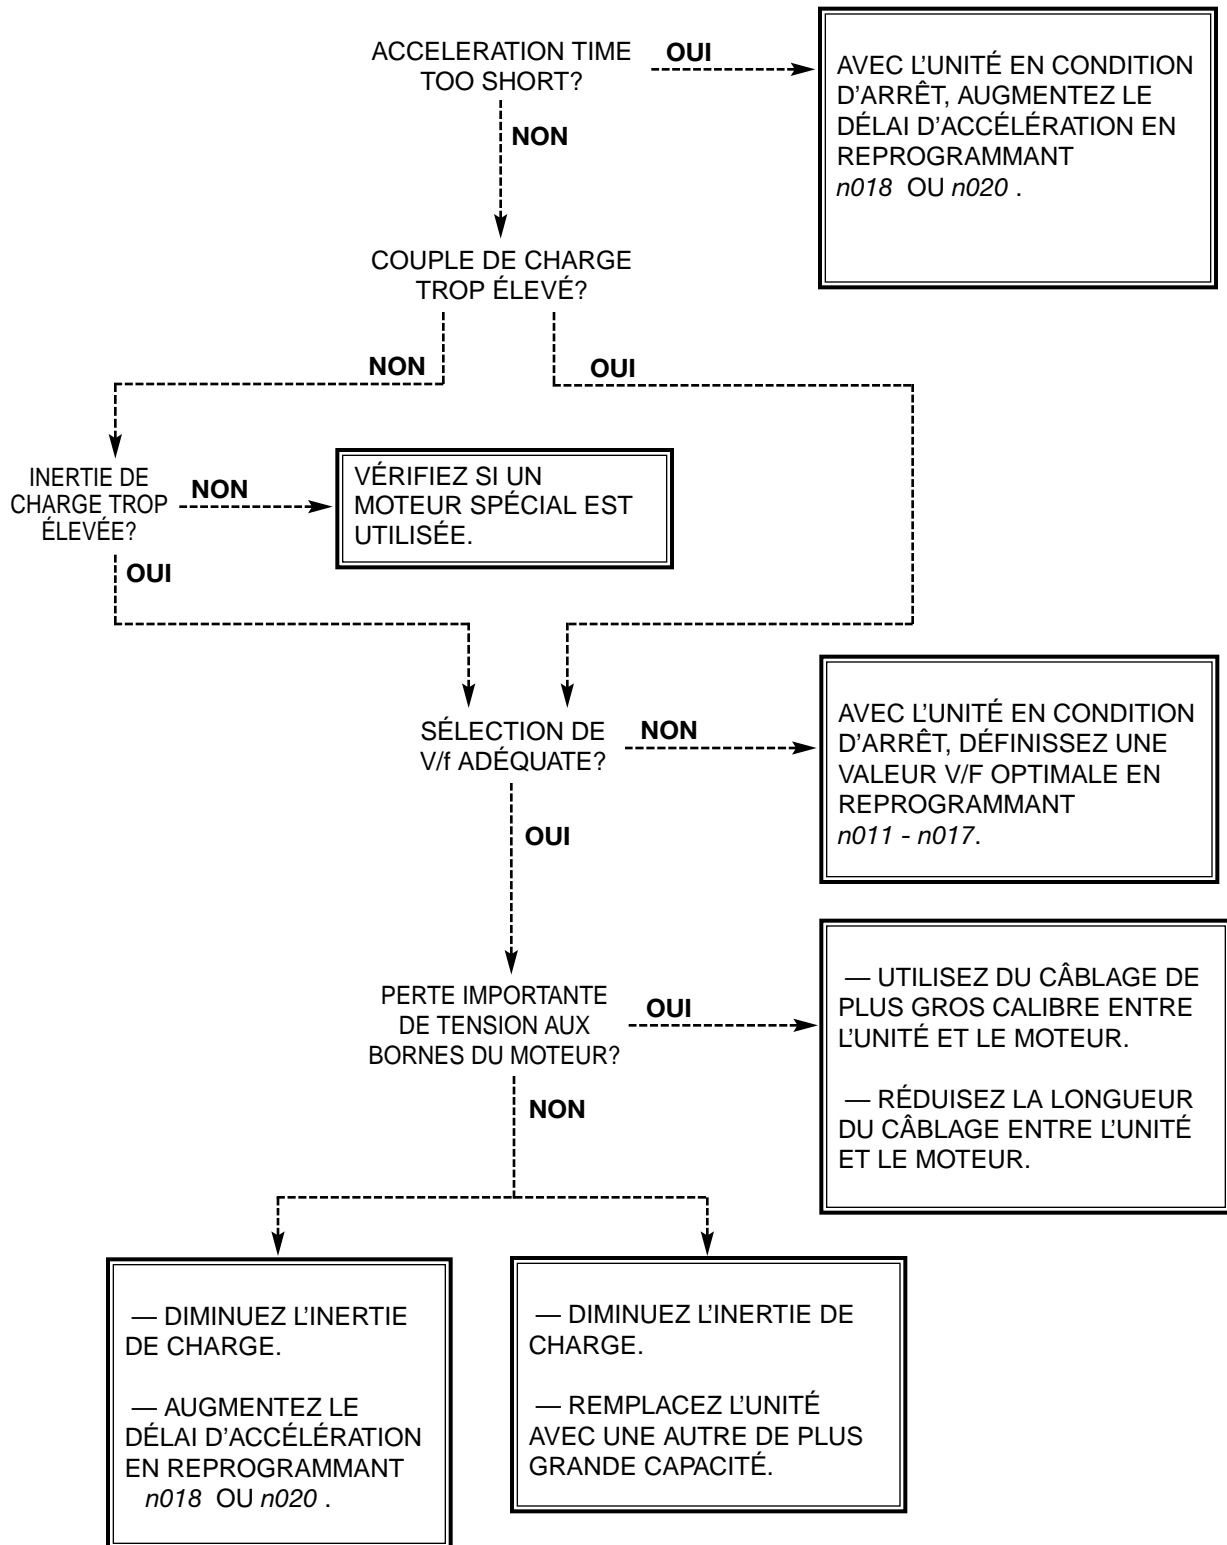 ACCELERATION TIME
TOO SHORT?
OUI
AVEC L'UNITÉ EN CONDITION
D'ARRÊT, AUGMENTEZ LE
DÉLAI D'ACCÉLÉRATION EN
REPROGRAMMANT
n018 OU n020 .
NON
COUPLE DE CHARGE
TROP ÉLEVÉ?
NON
OUI
INERTIE DE
CHARGE TROP
ÉLEVÉE?
NON
VÉRIFIEZ SI UN
MOTEUR SPÉCIAL EST
UTILISÉE.
OUI
SÉLECTION DE
V/f ADÉQUATE?
NON
AVEC L'UNITÉ EN CONDITION
D'ARRÊT, DÉFINISSEZ UNE
VALEUR V/F OPTIMALE EN
REPROGRAMMANT
n011 - n017.
OUI
PERTE IMPORTANTE
DE TENSION AUX
BORNES DU MOTEUR?
OUI
— UTILISEZ DU CÂBLAGE DE
PLUS GROS CALIBRE ENTRE
L'UNITÉ ET LE MOTEUR.
— RÉDUISEZ LA LONGUEUR
DU CÂBLAGE ENTRE L'UNITÉ
ET LE MOTEUR.
NON
— DIMINUEZ L'INERTIE
DE CHARGE.
— AUGMENTEZ LE
DÉLAI D'ACCÉLÉRATION
EN REPROGRAMMANT
n018 OU n020 .
— DIMINUEZ L'INERTIE DE
CHARGE.
— REMPLACEZ L'UNITÉ
AVEC UNE AUTRE DE PLUS
GRANDE CAPACITÉ.